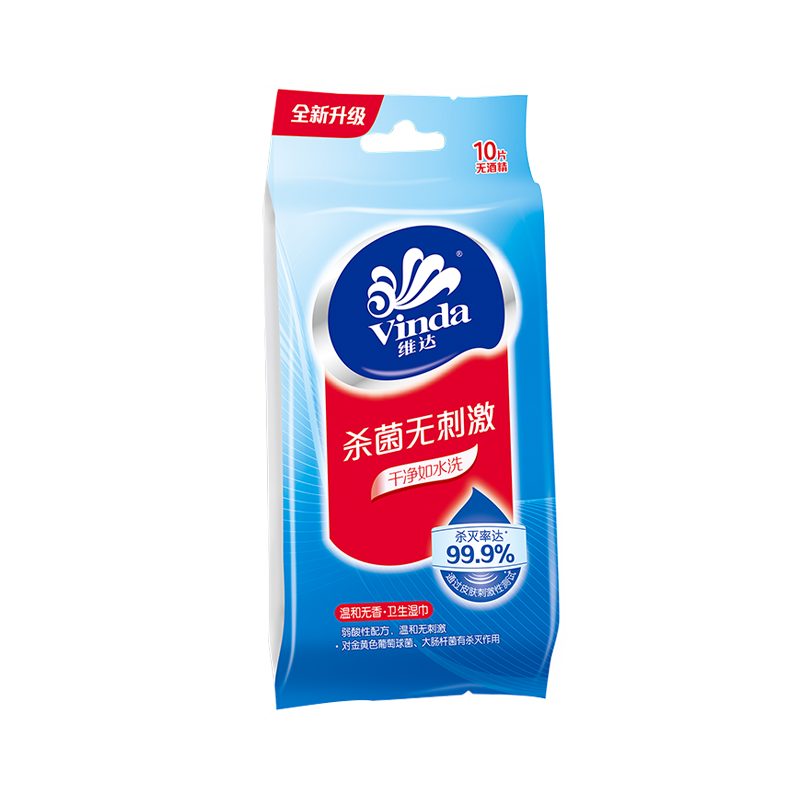 全新升级
10片
无酒精
®
Vinda
维达
杀菌无刺激
干净如水洗
杀灭率达*
99.9%
通过皮肤刺激性测试
温和无香·卫生湿巾
弱酸性配方，温和无刺激
·对金黄色葡萄球菌、大肠杆菌有杀灭作用